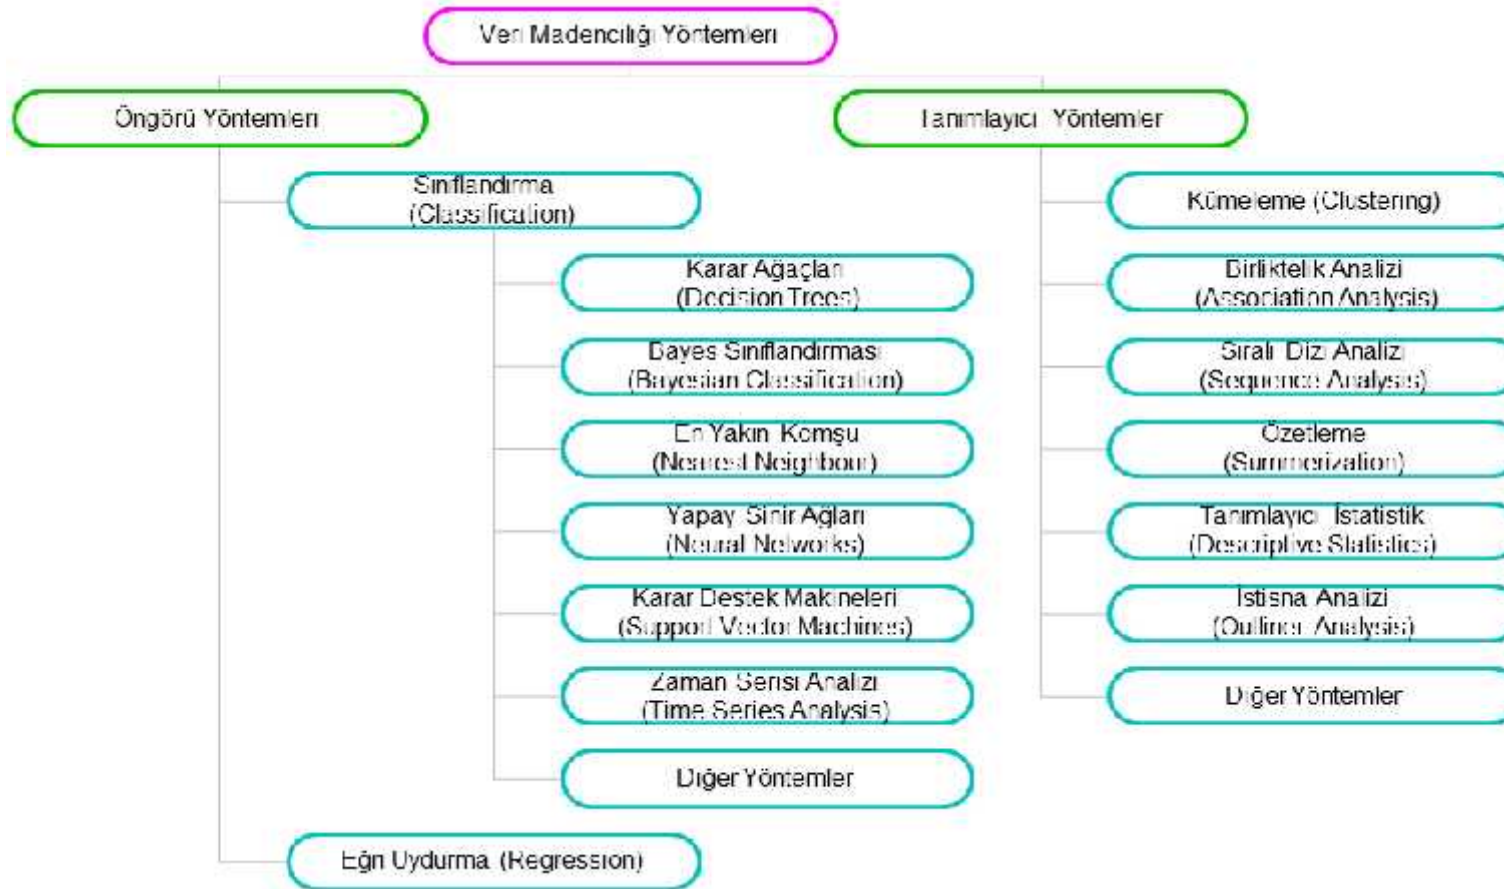 Veri Madenciliği Yöntemleri
Öngörü Yöntemleri
Tanımlayıcı Yöntemler
Sınıflandırma
(Classification)
Karar Ağaçları
(Decision Trees)
Bayes Sınıflandırması
(Bayesian Classification)
En Yakın Komşu
(Nearest Neighbour)
Yapay Sinir Ağları
(Neural Networks)
Karar Destek Makineleri
(Support Vector Machines)
Zaman Serisi Analizi
(Time Series Analysis)
Diğer Yöntemler
Eğri Uydurma (Regression)
Kümeleme (Clustering)
Birliktelik Analizi
(Association Analysis)
Sıralı Dizi Analizi
(Sequence Analysis)
Özetleme
(Summerization)
Tanımlayıcı İstatistik
(Descriptive Statistics)
İstisna Analizi
(Outliner Analysis)
Diğer Yöntemler